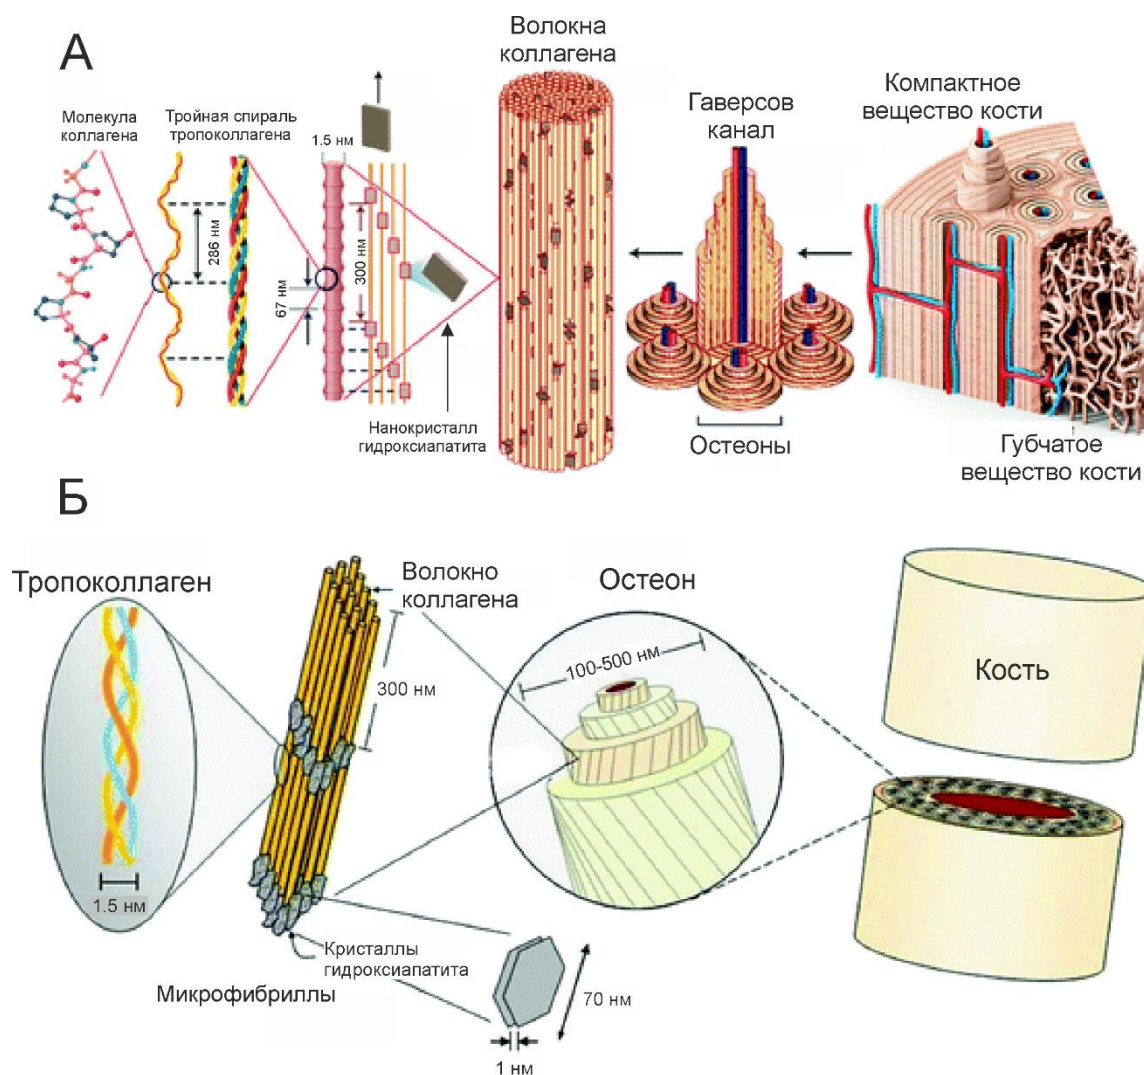 А
Молекула
коллагена
Тройная спираль
тропоколлагена
1.5 нм
Волокна
коллагена
Гаверсов
канал
Компактное
вещество кости
286 нм
67 нм
300 нм
Нанокристалл
гидроксиапатита
Остеоны
Губчатое
вещество кости
Б
Тропоколлаген
1.5 нм
Волокно
коллагена
300 нм
Кристаллы
гидроксиапатита
Микрофибриллы
70 нм
1 нм
Остеон
100-500 нм
Кость